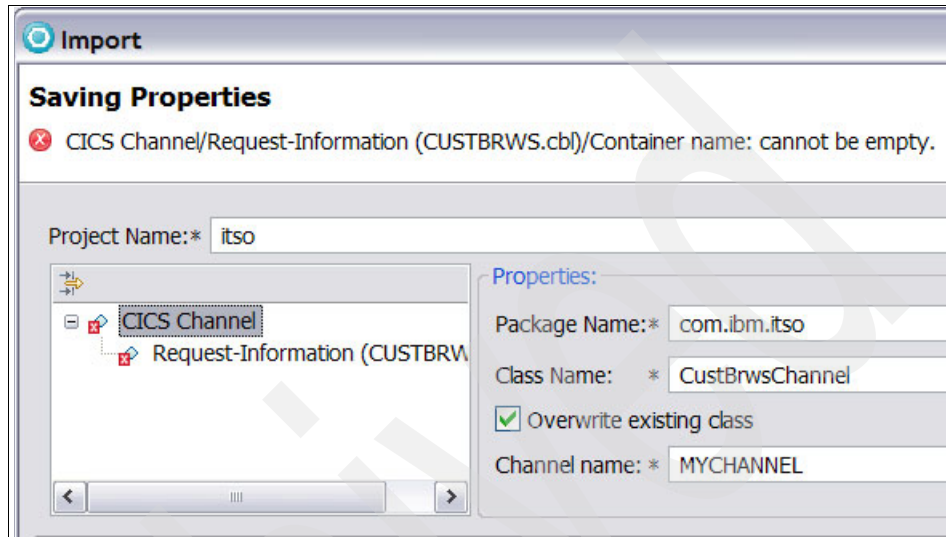 Import
Saving Properties
CICS Channel/Request-Information (CUSTBRWS.cbl)/Container name: cannot be empty.
Project Name:* itso
Properties:
CICS Channel
Request-Information (CUSTBRW
Package Name:* com.ibm.itso
Class Name: * CustBrwsChannel
Overwrite existing class
Channel name: * MYCHANNEL